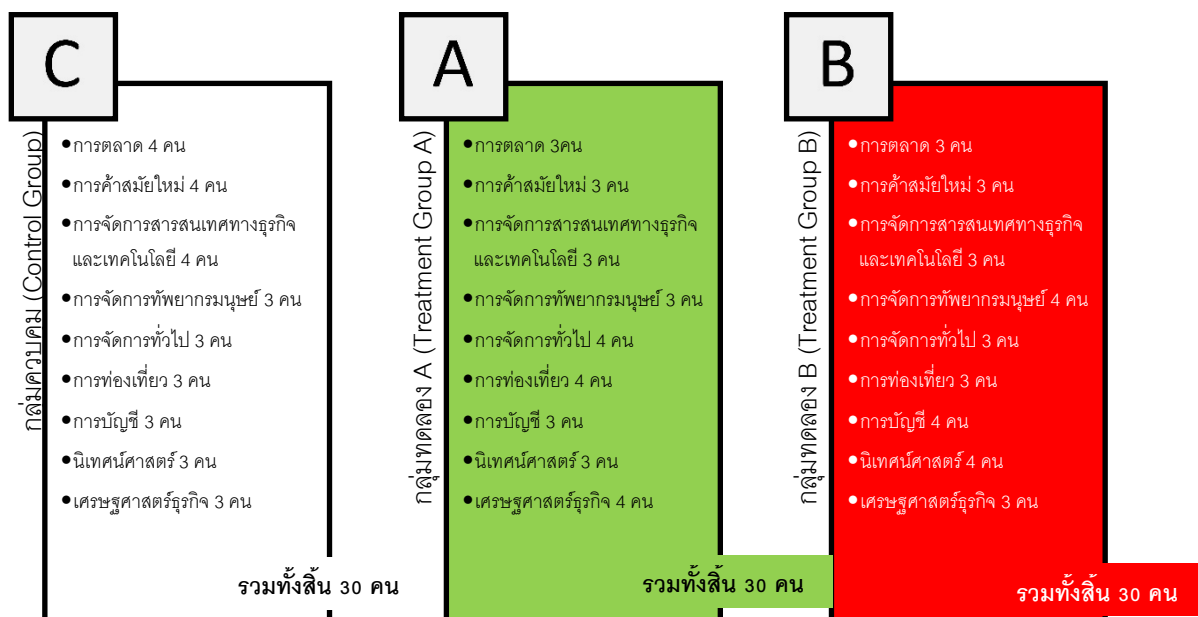 C
กลุ่มควบคุม (Control Group)
•การตลาด 4 คน
•การค้าสมัยใหม่ 4 คน
•การจัดการสารสนเทศทางธุรกิจ
และเทคโนโลยี 4 คน
•การจัดการทรัพยากรมนุษย์ 3 คน
•การจัดการทั่วไป 3 คน
•การท่องเที่ยว 3 คน
•การบัญชี 3 คน
•นิเทศน์ศาสตร์ 3 คน
•เศรษฐศาสตร์ธุรกิจ 3 คน
รวมทั้งสิ้น 30 คน
A
กลุ่มทดลอง A (Treatment Group A)
•การตลาด 3คน
•การค้าสมัยใหม่ 3 คน
•การจัดการสารสนเทศทางธุรกิจ
และเทคโนโลยี 3 คน
•การจัดการทรัพยากรมนุษย์ 3 คน
•การจัดการทั่วไป 4 คน
•การท่องเที่ยว 4 คน
•การบัญชี 3 คน
•นิเทศน์ศาสตร์ 3 คน
•เศรษฐศาสตร์ธุรกิจ 4 คน
รวมทั้งสิ้น 30 คน
B
กลุ่มทดลอง B (Treatment Group B)
•การตลาด 3 คน
•การค้าสมัยใหม่ 3 คน
•การจัดการสารสนเทศทางธุรกิจ
และเทคโนโลยี 3 คน
•การจัดการทรัพยากรมนุษย์ 4 คน
•การจัดการทั่วไป 3 คน
•การท่องเที่ยว 3 คน
•การบัญชี 4 คน
•นิเทศน์ศาสตร์ 4 คน
•เศรษฐศาสตร์ธุรกิจ 3 คน
รวมทั้งสิ้น 30 คน